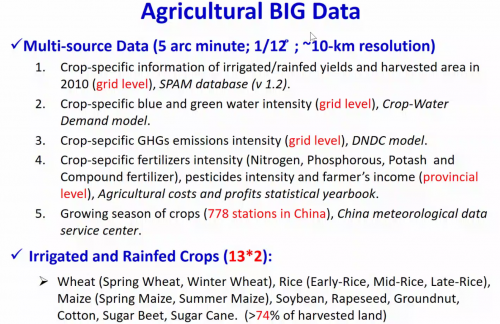 Agricultural BIG Data
✓Multi-source Data (5 arc minute; 1/12° ; ~10-km resolution)
1. Crop-specific information of irrigated/rainfed yields and harvested area in
2010 (grid level), SPAM database (v 1.2).
2. Crop-specific blue and green water intensity (grid level), Crop-Water
Demand model.
3. Crop-sepcific GHGs emissions intensity (grid level), DNDC model.
4. Crop-sepcific fertilizers intensity (Nitrogen, Phosphorous, Potash and
Compound fertilizer), pesticides intensity and farmer's income (provincial
level), Agricultural costs and profits statistical yearbook.
5. Growing season of crops (778 stations in China), China meteorological data
service center.
✓ Irrigated and Rainfed Crops (13*2):
➢ Wheat (Spring Wheat, Winter Wheat), Rice (Early-Rice, Mid-Rice, Late-Rice),
Maize (Spring Maize, Summer Maize), Soybean, Rapeseed, Groundnut,
Cotton, Sugar Beet, Sugar Cane. (>74% of harvested land)